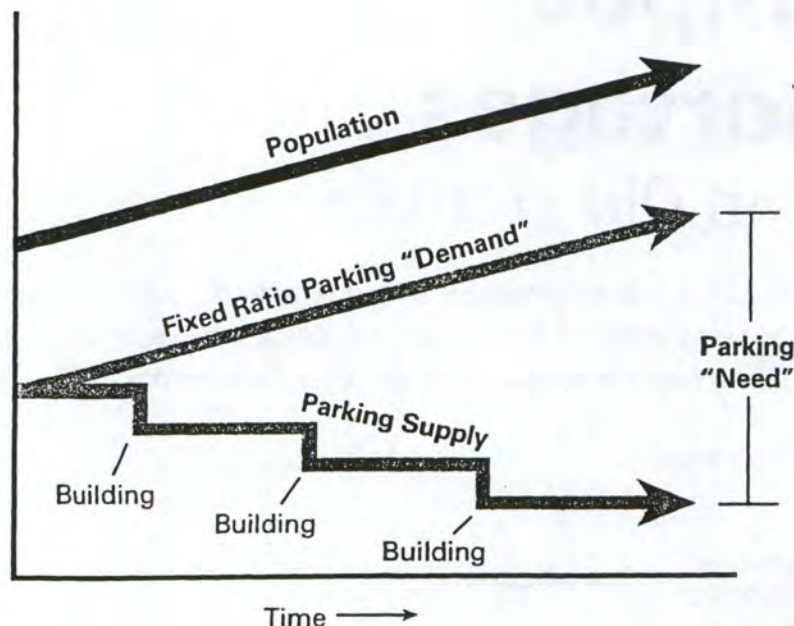 Population
Fixed Ratio Parking "Demand"
Parking
"Need"
Parking Supply
Building
Building
Building
Time